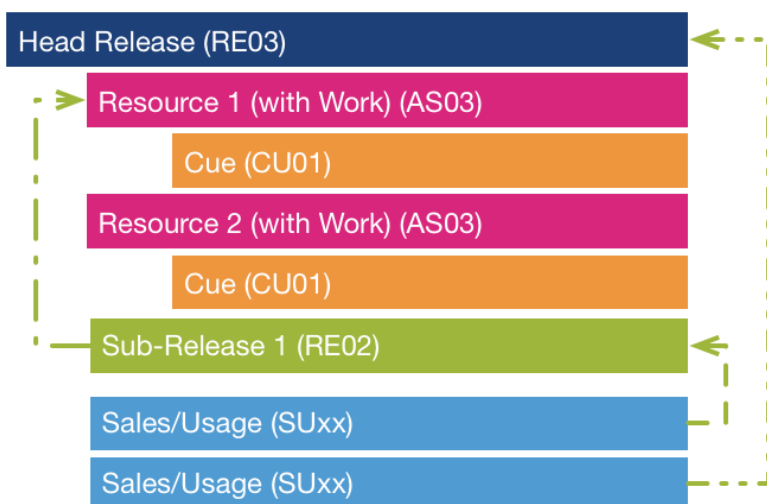 Head Release (RE03)
Resource 1 (with Work) (AS03)
Cue (CU01)
Resource 2 (with Work) (AS03)
Cue (CU01)
Sub-Release 1 (RE02)
Sales/Usage (SUxx)
Sales/Usage (SUxx)